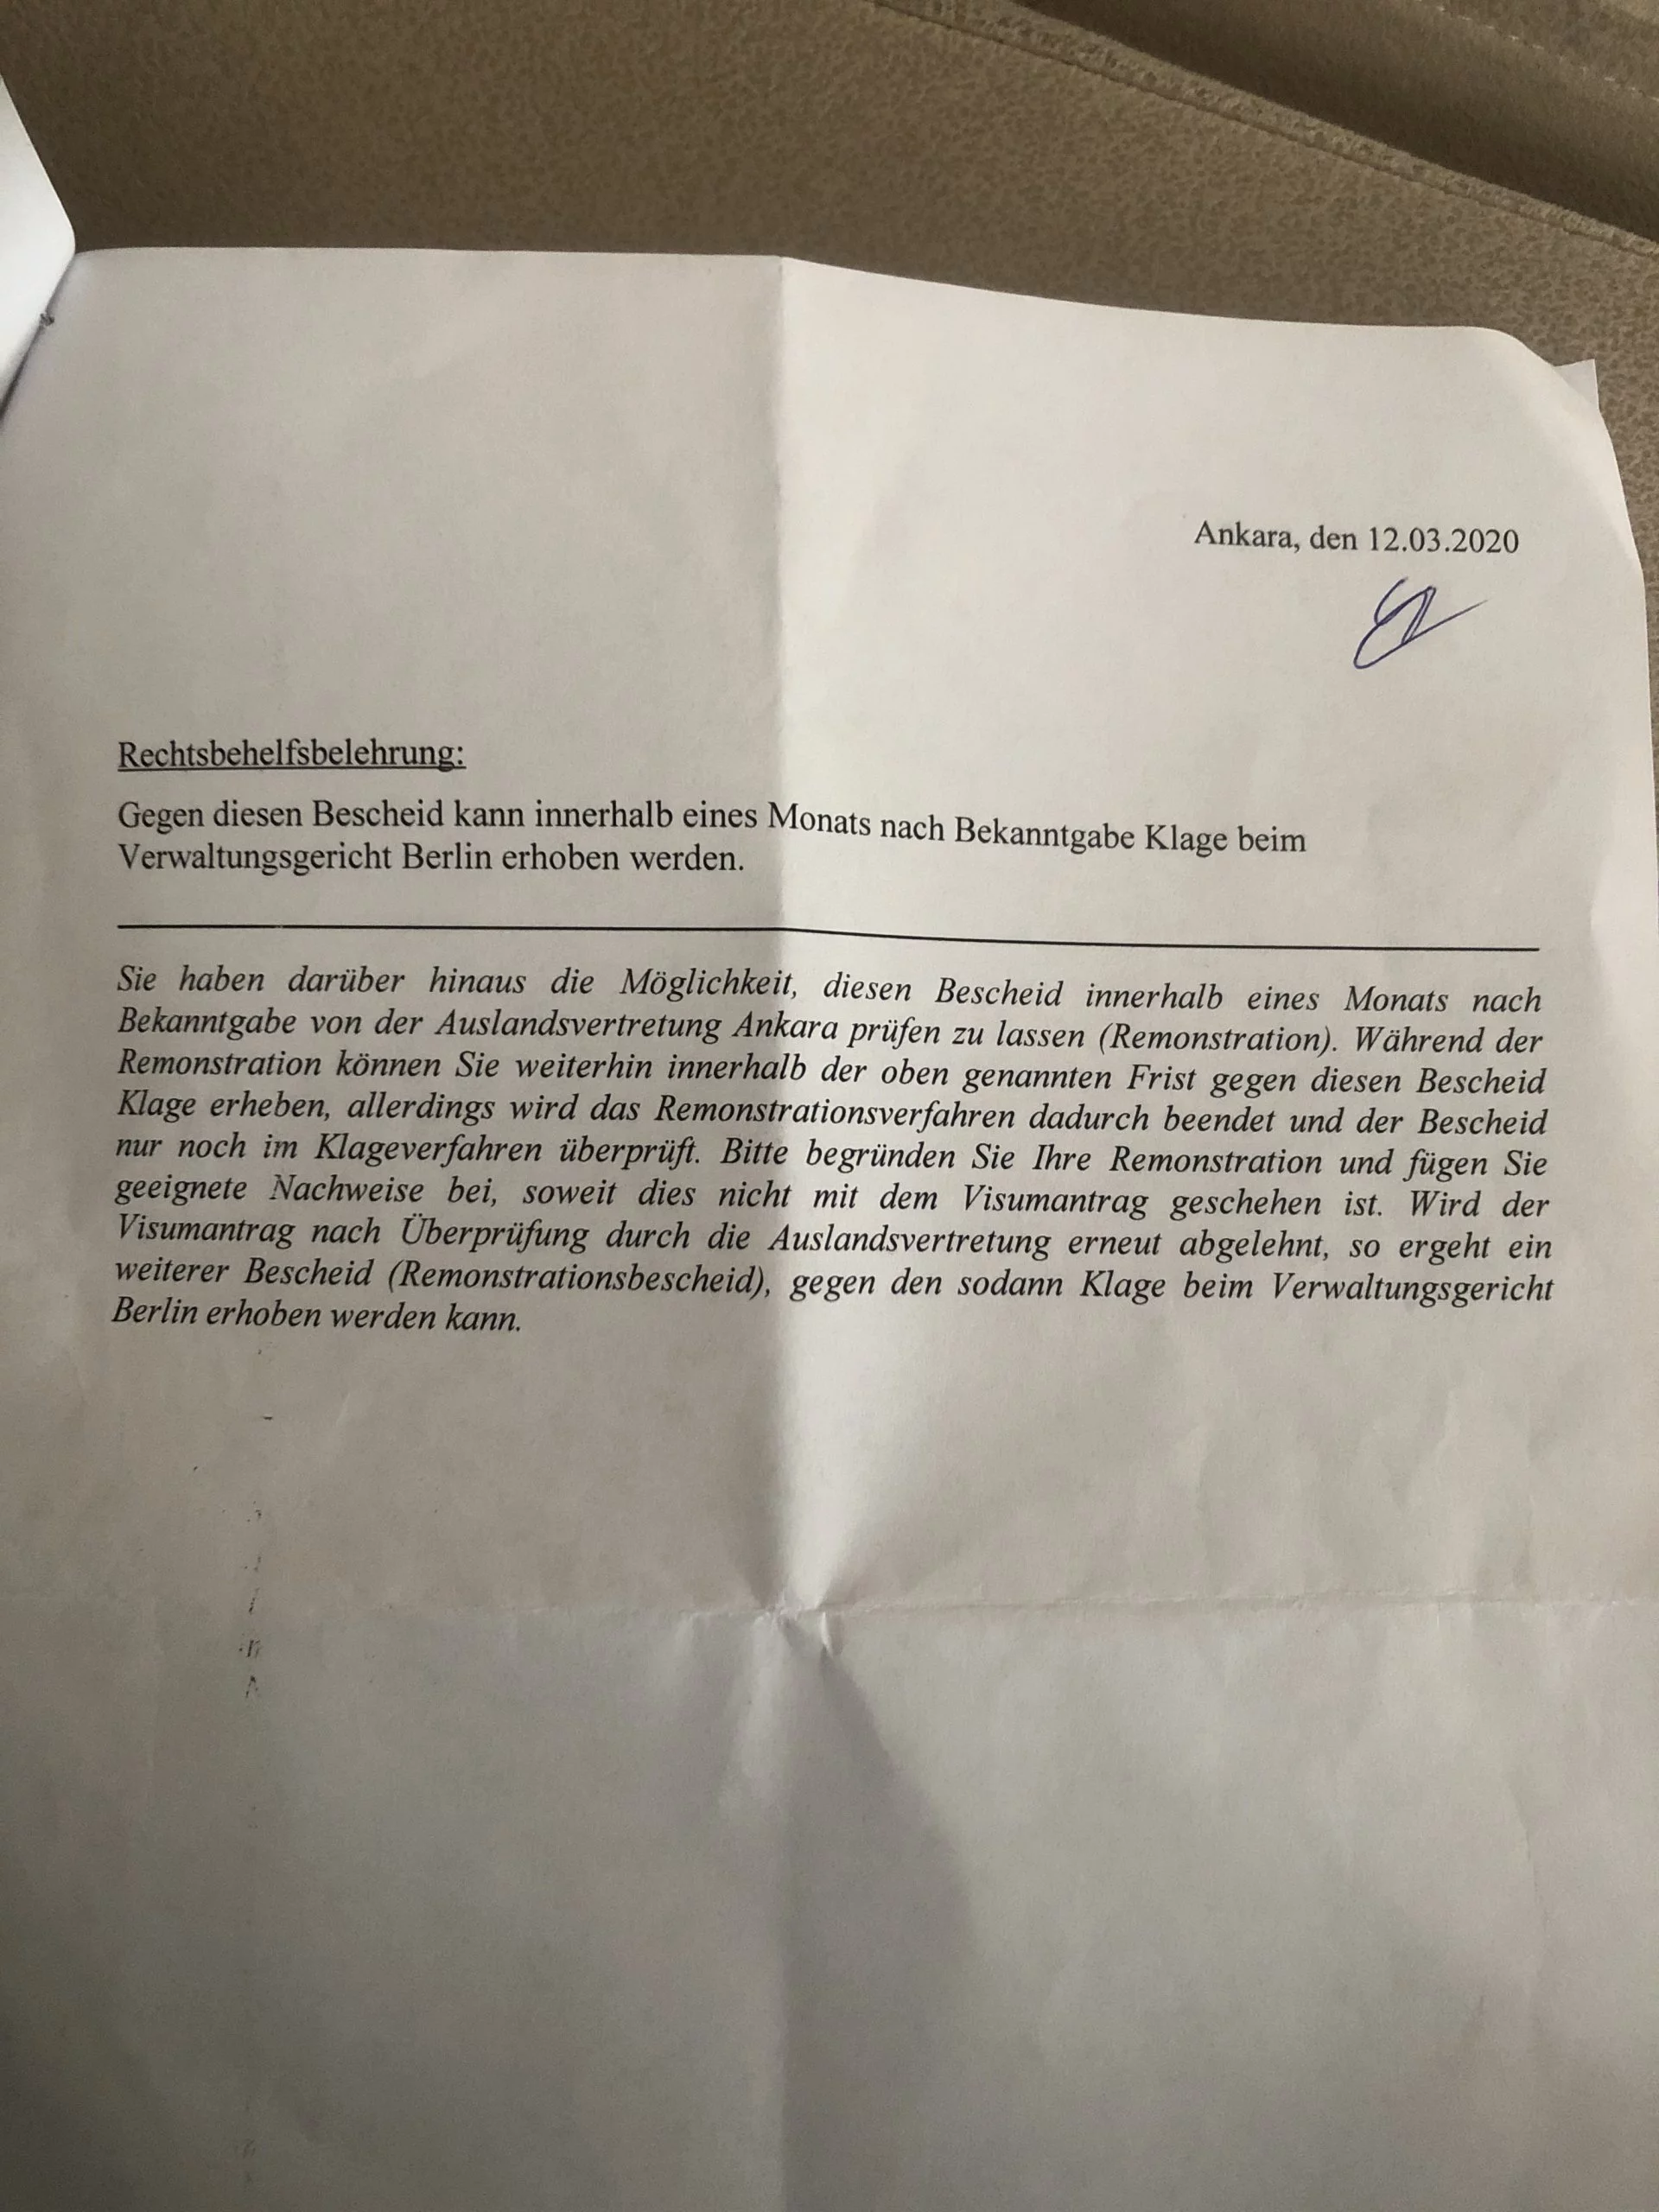 Ankara, den 12.03.2020
Rechtsbehelfsbelehrung:
Gegen diesen Bescheid kann innerhalb eines Monats nach Bekanntgabe Klage beim
Verwaltungsgericht Berlin erhoben werden.
Sie haben darüber hinaus die Möglichkeit, diesen Bescheid innerhalb eines Monats nach
Bekanntgabe von der Auslandsvertretung Ankara prüfen zu lassen (Remonstration). Während der
Remonstration können Sie weiterhin innerhalb der oben genannten Frist gegen diesen Bescheid
Klage erheben, allerdings wird das Remonstrationsverfahren dadurch beendet und der Bescheid
nur noch im Klageverfahren überprüft. Bitte begründen Sie Ihre Remonstration und fügen Sie
geeignete Nachweise bei, soweit dies nicht mit dem Visumantrag geschehen ist. Wird der
Visumantrag nach Überprüfung durch die Auslandsvertretung erneut abgelehnt, so ergeht ein
weiterer Bescheid (Remonstrationsbescheid), gegen den sodann Klage beim Verwaltungsgericht
Berlin erhoben werden kann.